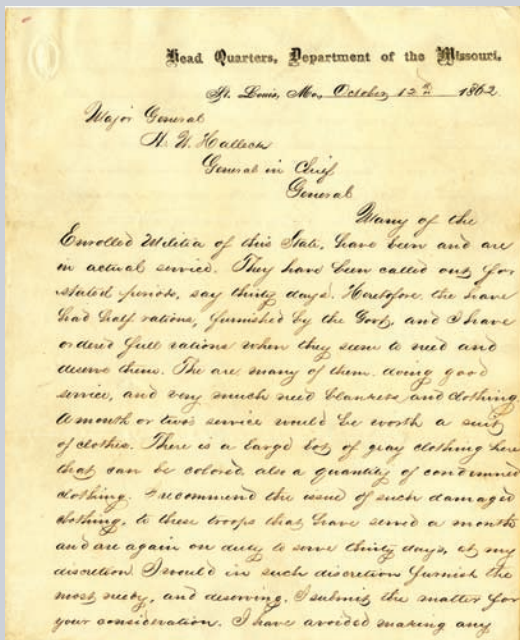 Head Quarters, Department of the Missouri,
St. Louis, Mo., October 12th 1862
Major General
H. W. Halleck
General in Chief
General
Many of the
Enrolled Militia of this State, have been and are
in actual service. They have been called out for
stated periods, say thirty days. Heretofore the have
had half rations, furnished by the Govt, and I have
ordered full rations when they seem to need and
deserve them. The are many of them doing good
service, and very much need blankets and clothing.
A month or two's service would be worth a suit
of clothes. There is a large lot of gray clothing here
that can be colored also a quantity of condemned
clothing. I recommend the issue of such damaged
clothing, to these troops that have served a month
and are again on duty to serve thirty days, at my
discretion. I would in such discretion furnish the
most needy, and deserving. I submit the matter for
your consideration. I have avoided making any